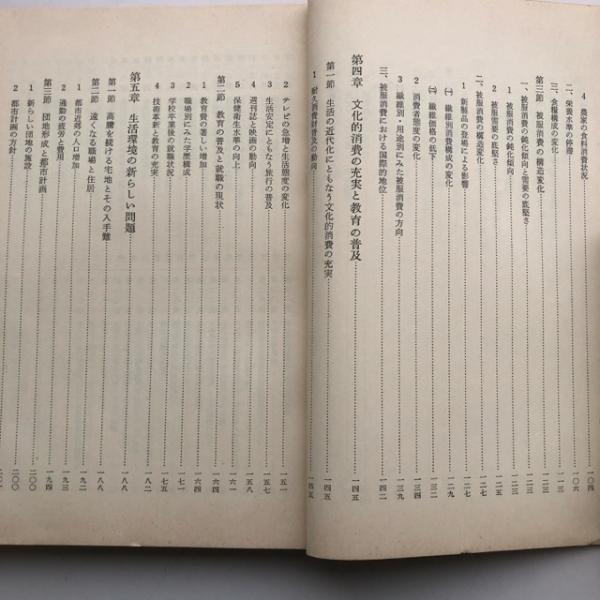 4 農家の食料消費状況……一〇四
二、栄養水準の停滞……一〇六
三、食糧構成の変化
第三節 被服消費の構造変化
一、被服消費の鈍化傾向と需要の底堅さ
1 被服消費の鈍化傾向
2 被服需要の底堅さ
二、被服消費の構造変化……一二七
1 新製品の登場による影響……一二七
(一) 繊維別消費構成の変化……一二九
(二) 繊維価格の低下……一三二
2 消費者態度の変化……一三四
3 繊維別・用途別にみた被服消費の方向……一三九
三、被服消費における国際的地位……一四二
第四章 文化的消費の充実と教育の普及……一四五
第一節 生活の近代化にともなう文化的消費の充実……一四五
1 耐久消費財普及の動向……一四五
2 テレビの急増と生活態度の変化……一五一
3 生活安定にともなう旅行の普及……一五七
4 週刊誌と映画の動向……一五八
5 保健衛生水準の向上……一六一
第二節 教育の普及と就職の現状……一六四
1 教育費の著しい増加……一六四
2 職場別にみた学歴構成……一七一
3 学校卒業後の就職状況……一七五
4 技術革新と教育の充実……一八二
第五章 生活環境の新らしい問題……一八八
第一節 高騰を続ける宅地とその入手難……一八八
第二節 遠くなる職場と住居……一九二
1 都市近郊の人口増加……一九二
2 通勤の疲労と費用……一九三
第三節 団地形成と都市計画……一九四
1 新らしい団地の施設……二〇〇
2 都市計画の方針……二〇〇